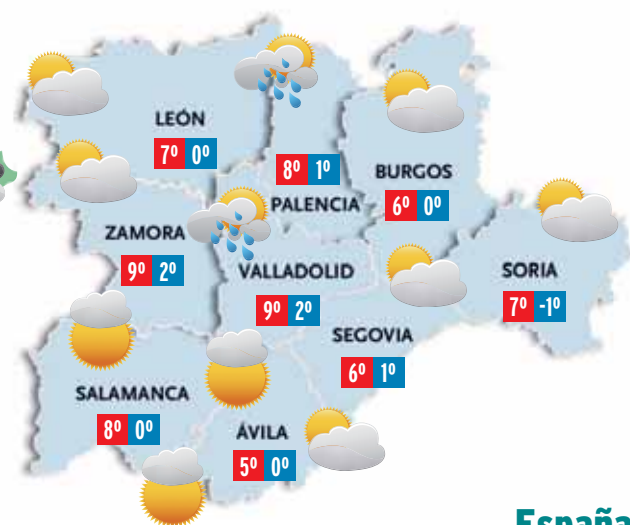 LEÓN
7º 0º
8º 1º
PALENCIA
BURGOS
6º 0º
ZAMORA
9º 2º
VALLADOLID
9º 2º
SORIA
7º -1º
SEGOVIA
6º 1º
SALAMANCA
8º 0º
ÁVILA
5º 0º
España